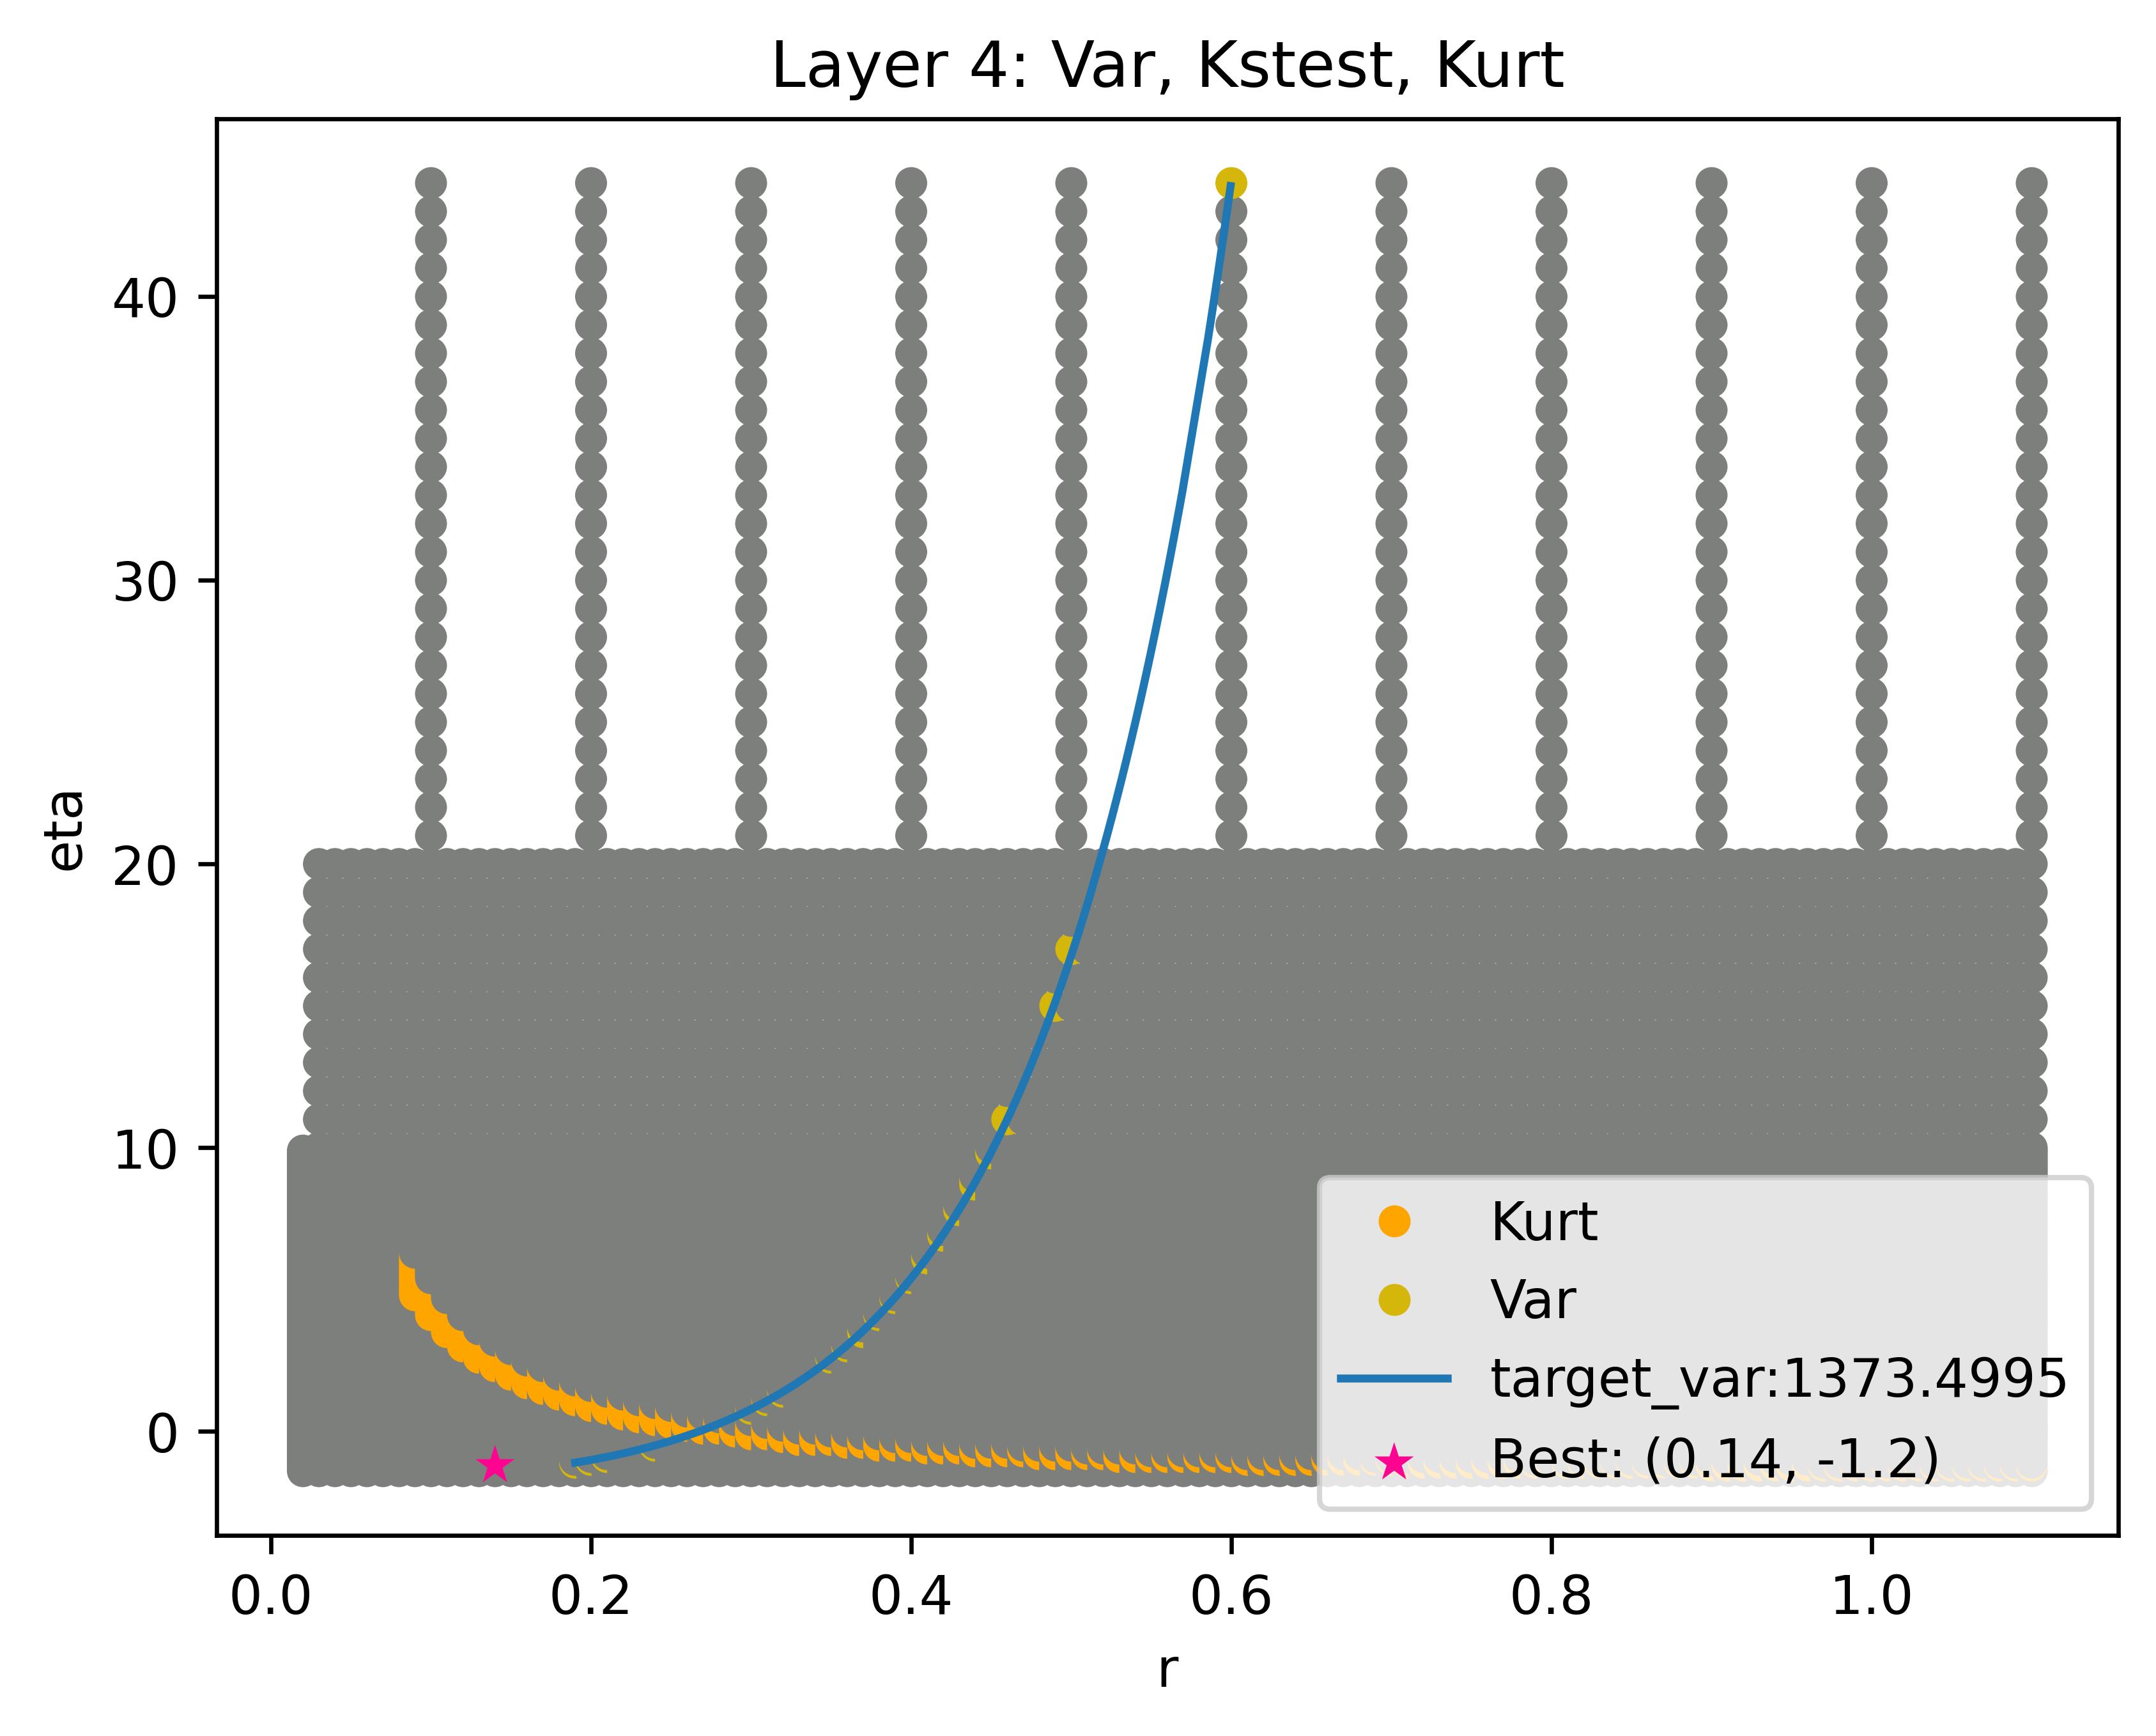 Layer 4: Var, Kstest, Kurt
eta
40
30
20
10
0
Kurt
Var
target_var:1373.4995
Best: (0.14, -1.2)
0.0 0.2 0.4 0.6 0.8 1.0
r